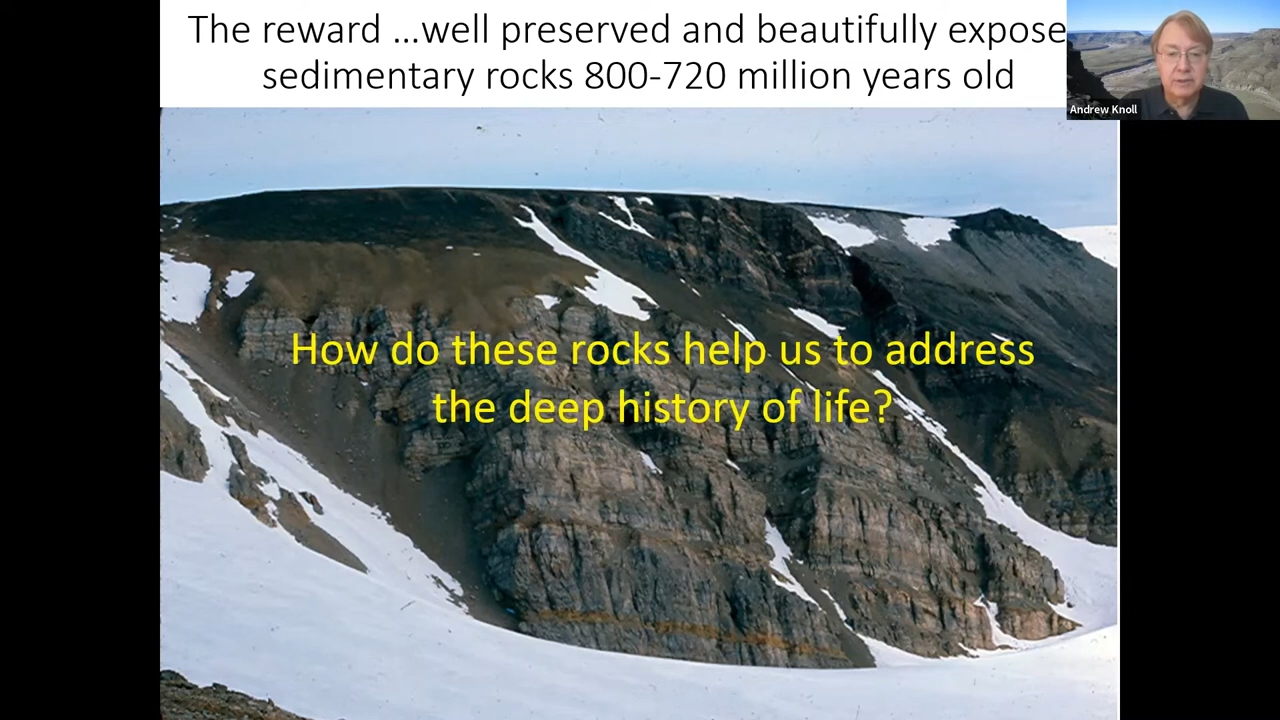 The reward …well preserved and beautifully expose
sedimentary rocks 800-720 million years old
Andrew Knoll
How do these rocks help us to address
the deep history of life?